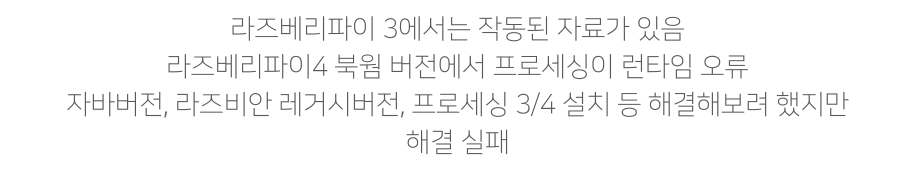 라즈베리파이 3에서는 작동된 자료가 있음
라즈베리파이4 북웜 버전에서 프로세싱이 런타임 오류
자바버전, 라즈비안 레거시버전, 프로세싱 3/4 설치 등 해결해보려 했지만
해결 실패